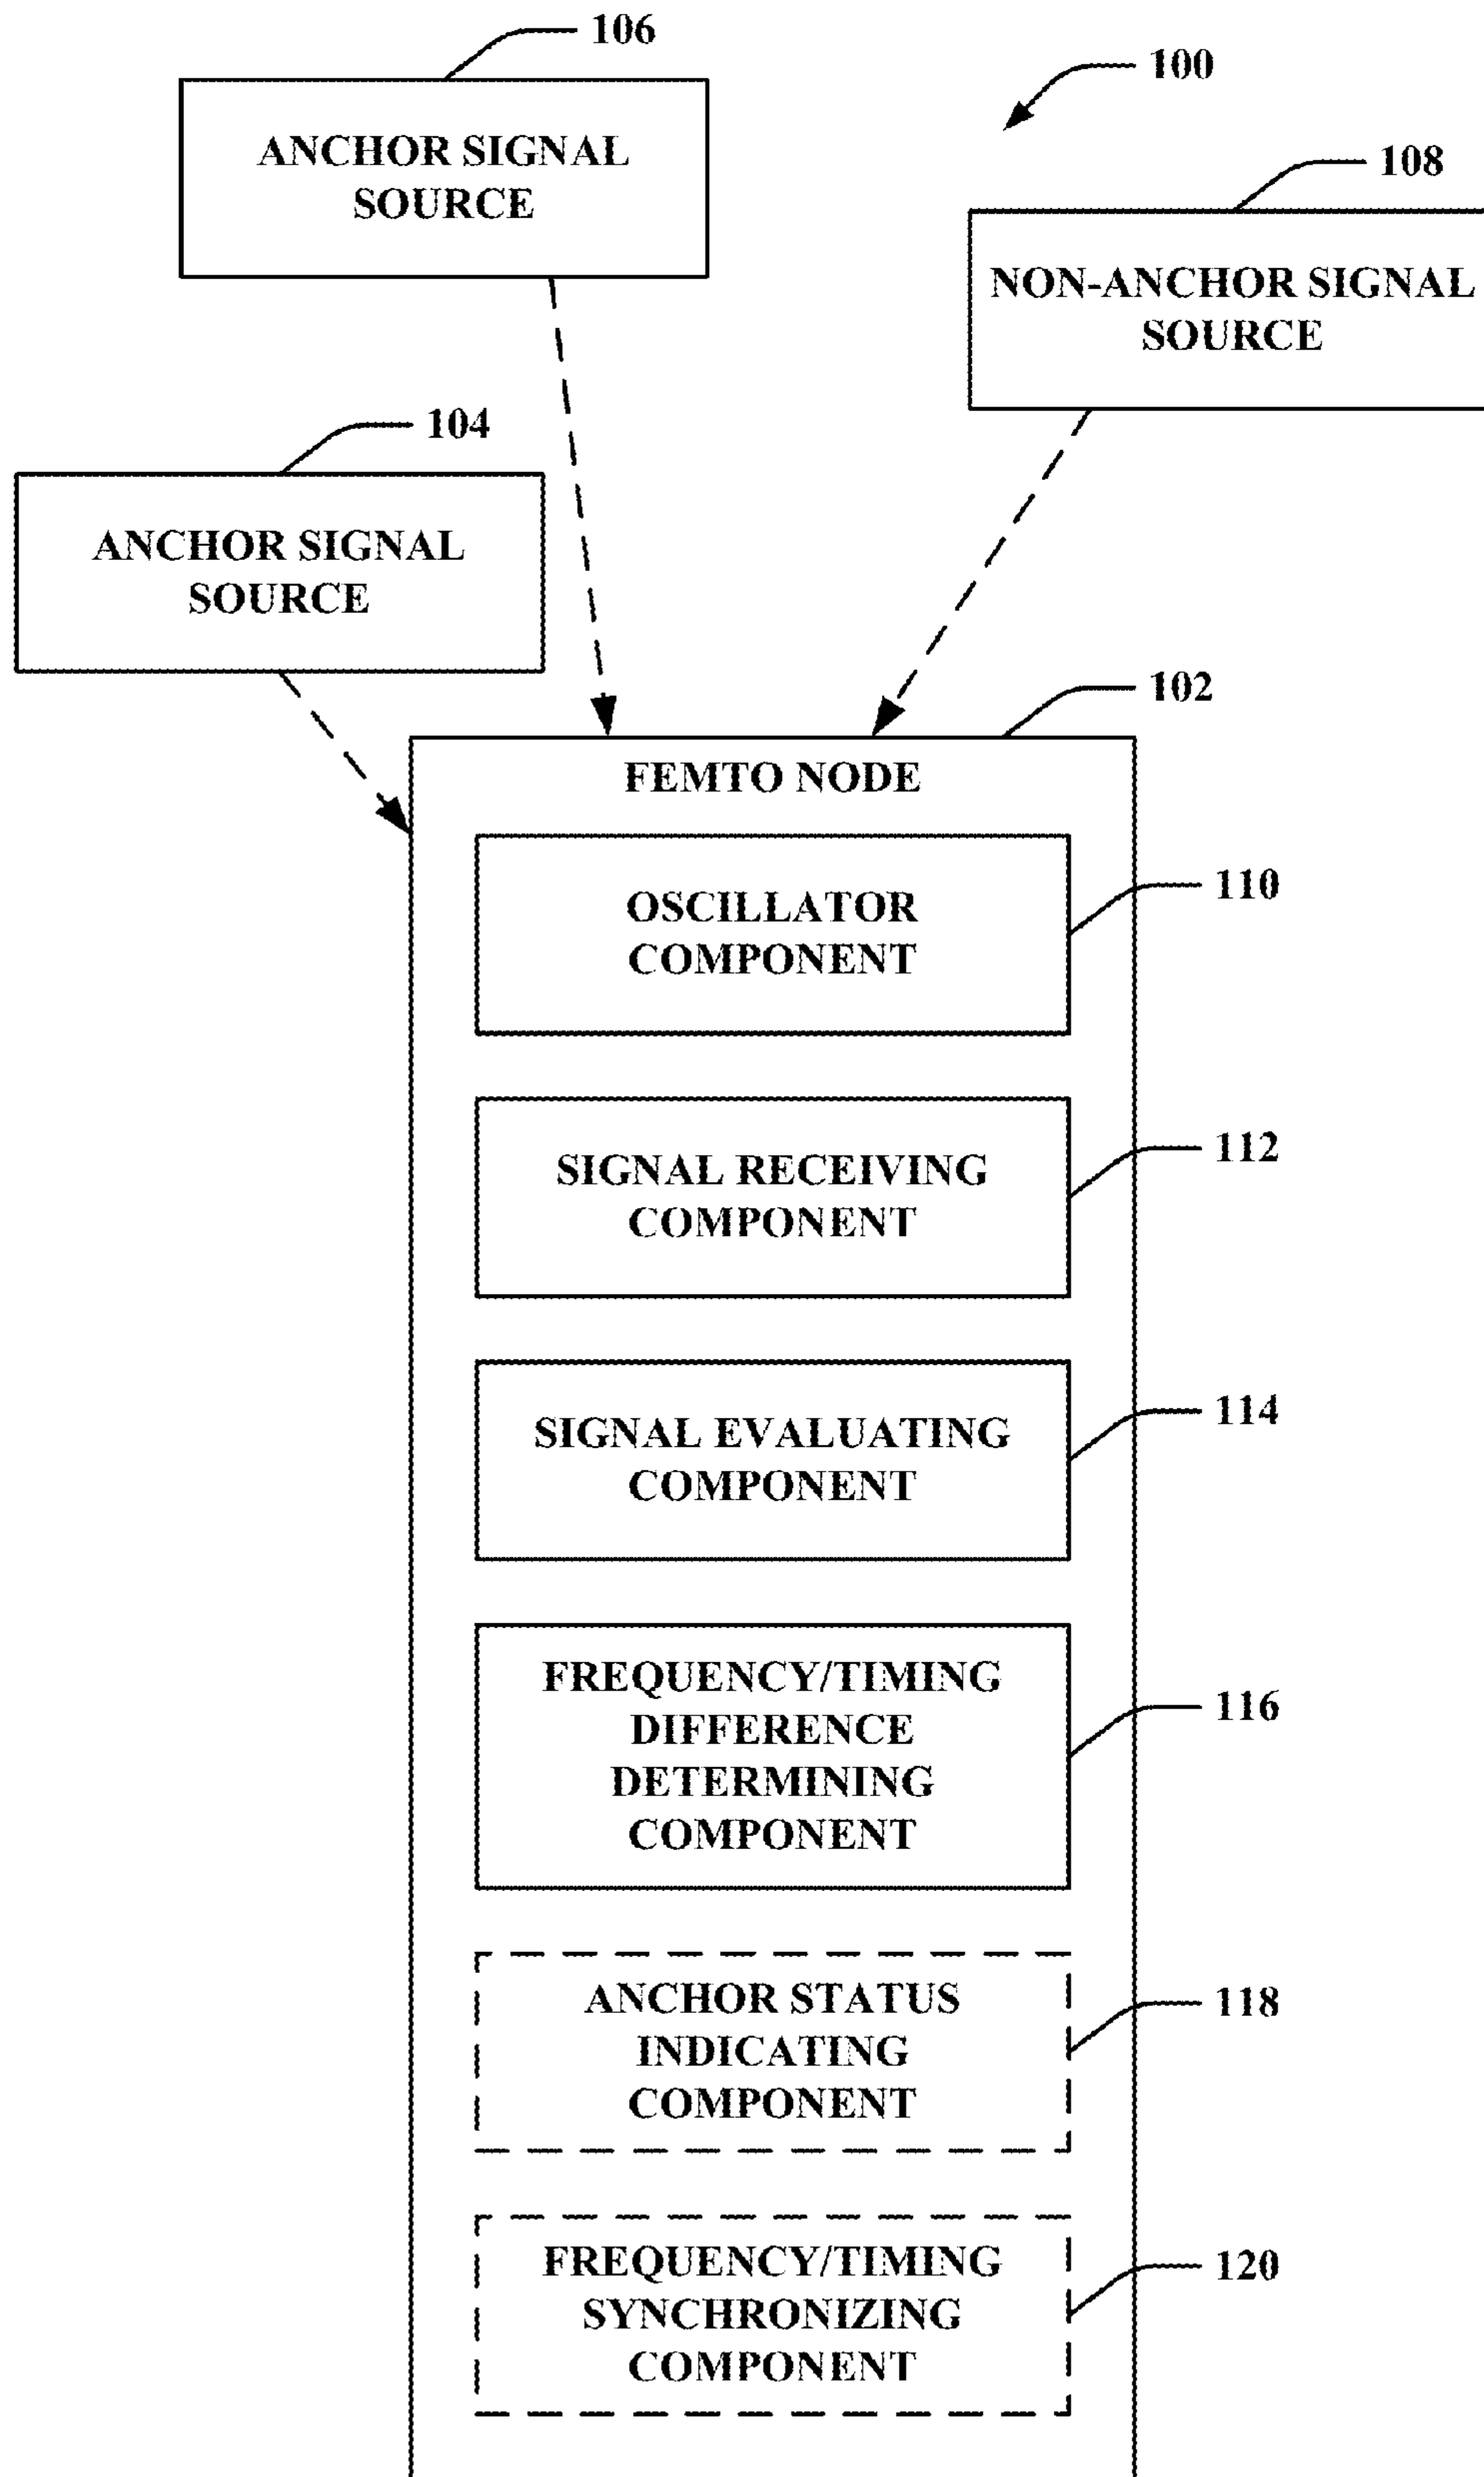 106
100
ANCHOR SIGNAL
SOURCE
108
NON-ANCHOR SIGNAL
SOURCE
104
ANCHOR SIGNAL
SOURCE
102
FEMTO NODE
OSCILLATOR
COMPONENT
110
SIGNAL RECEIVING
COMPONENT
112
SIGNAL EVALUATING
COMPONENT
114
FREQUENCY/TIMING
DIFFERENCE
DETERMINING
COMPONENT
116
ANCHOR STATUS
INDICATING
COMPONENT
118
FREQUENCY/TIMING
SYNCHRONIZING
COMPONENT
120